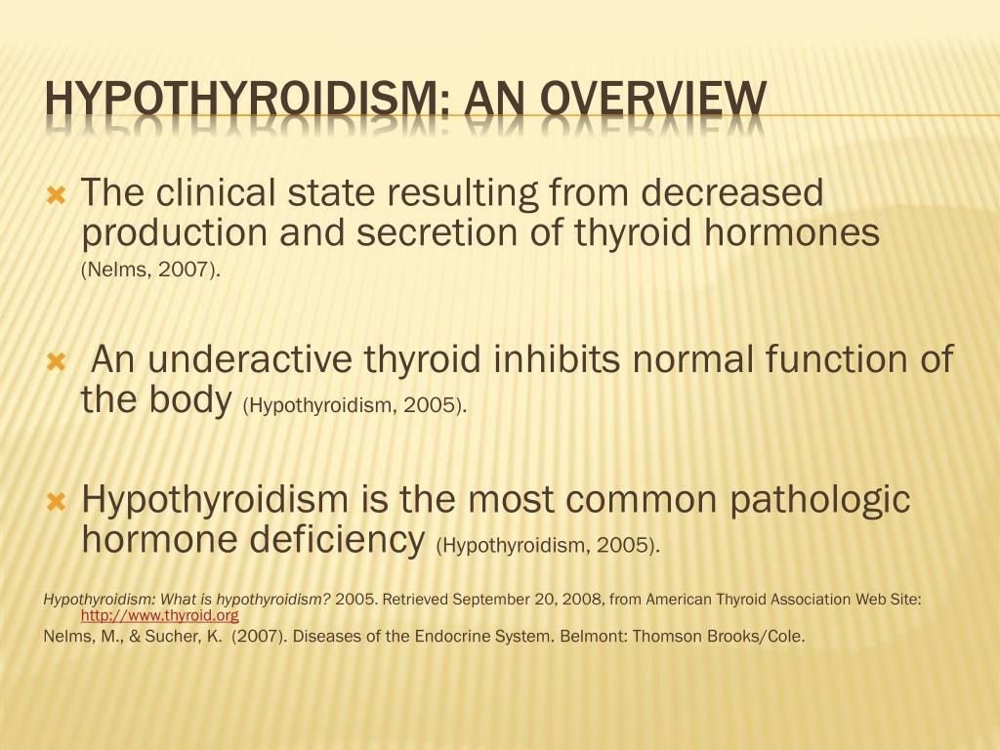 HYPOTHYROIDISM: AN OVERVIEW
The clinical state resulting from decreased
production and secretion of thyroid hormones
(Nelms, 2007).
An underactive thyroid inhibits normal function of
the body (Hypothyroidism, 2005).
Hypothyroidism is the most common pathologic
hormone deficiency (Hypothyroidism, 2005).
Hypothyroidism: What is hypothyroidism? 2005. Retrieved September 20, 2008, from American Thyroid Association Web Site:
http://www.thyroid.org
Nelms, M., & Sucher, K. (2007). Diseases of the Endocrine System. Belmont: Thomson Brooks/Cole.